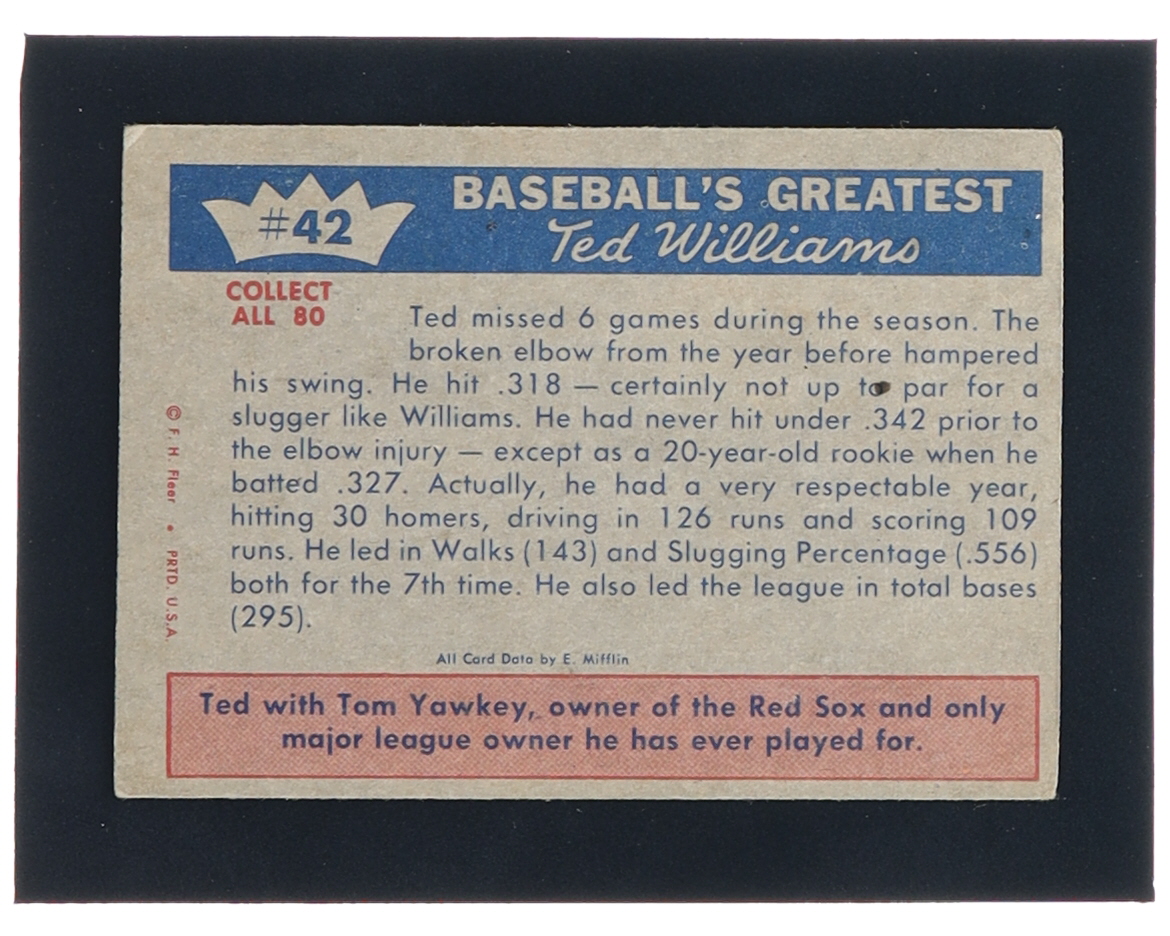 #42
BASEBALL'S GREATEST
Ted Williams
COLLECT
ALL 80
Ted missed 6 games during the season. The
broken elbow from the year before hampered
his swing. He hit .318 — certainly not up to par for a
slugger like Williams. He had never hit under .342 prior to
the elbow injury — except as a 20-year-old rookie when he
batted .327. Actually, he had a very respectable year,
hitting 30 homers, driving in 126 runs and scoring 109
runs. He led in Walks (143) and Slugging Percentage (.556)
both for the 7th time. He also led the league in total bases
(295).
© F. H. Fleer • PRTD. U.S.A.
All Card Data by E. Mifflin
Ted with Tom Yawkey, owner of the Red Sox and only
major league owner he has ever played for.